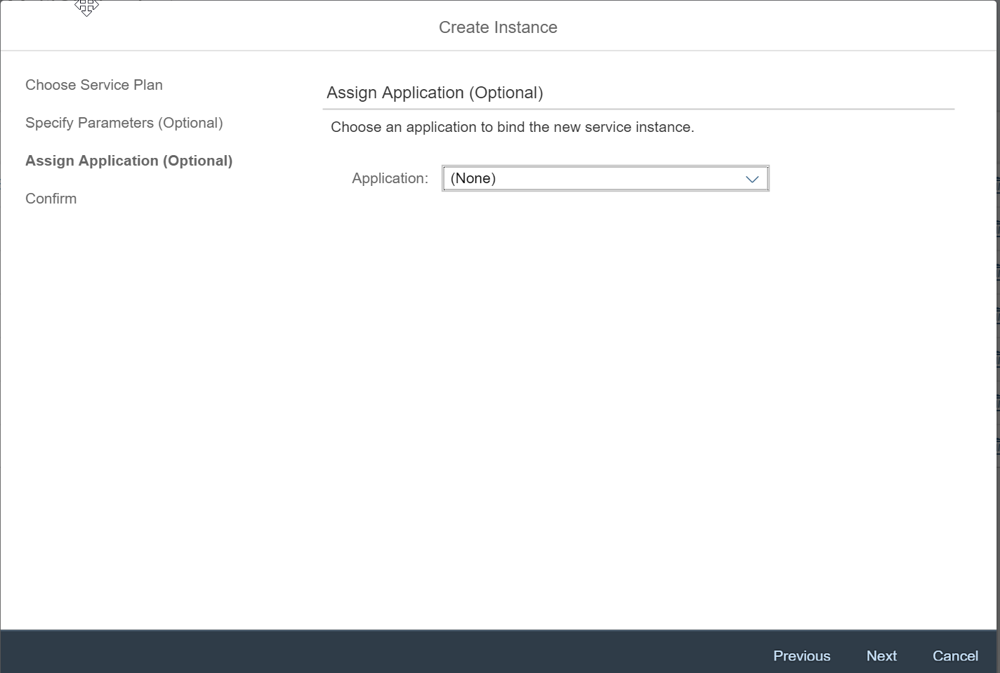 Create Instance
Choose Service Plan
Specify Parameters (Optional)
Assign Application (Optional)
Confirm
Assign Application (Optional)
Choose an application to bind the new service instance.
Application: (None)
Previous Next Cancel